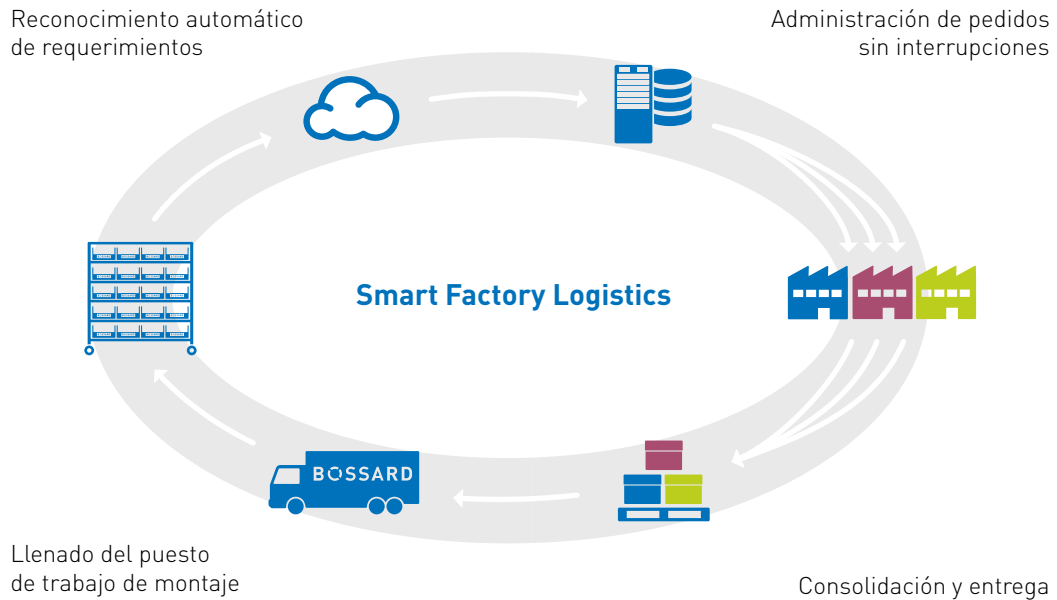 Reconocimiento automático
de requerimientos
Administración de pedidos
sin interrupciones
Smart Factory Logistics
BOSSARD
Llenado del puesto
de trabajo de montaje
Consolidación y entrega